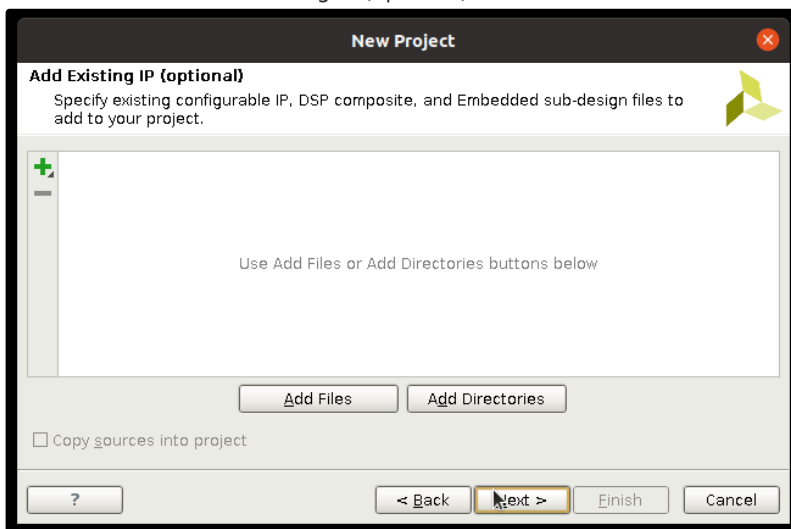 New Project
Add Existing IP (optional)
Specify existing configurable IP, DSP composite, and Embedded sub-design files to
add to your project.
Use Add Files or Add Directories buttons below
Add Files Add Directories
Copy sources into project
? < Back Next > Finish Cancel